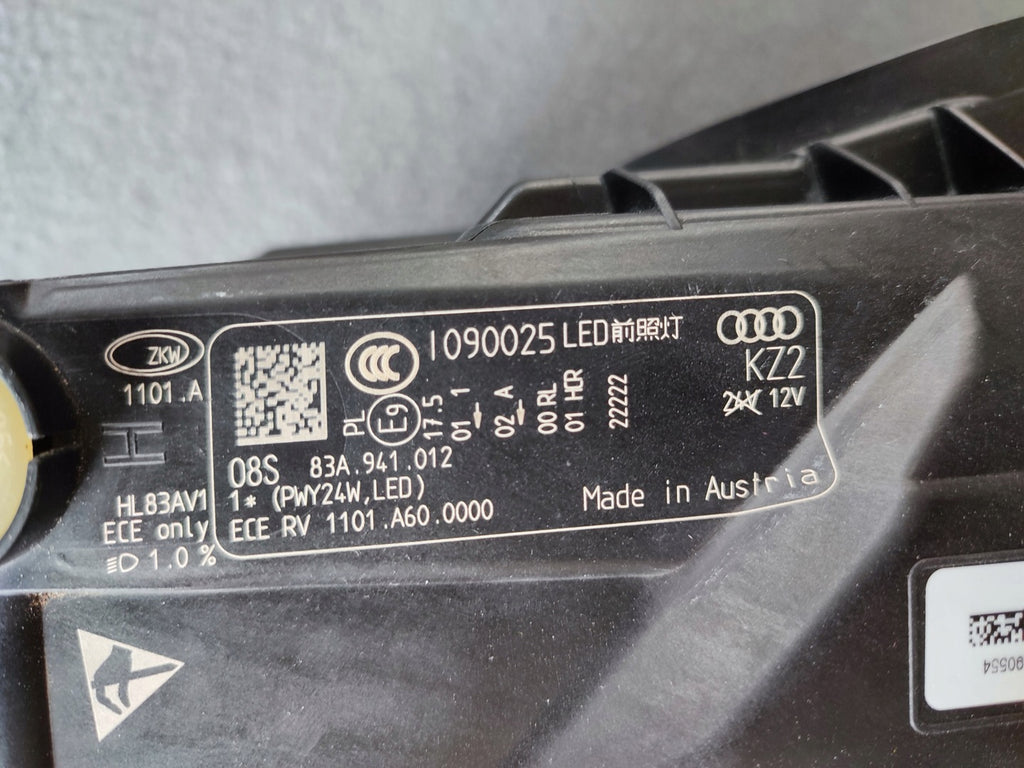 ZKW
1101.A
H
HL83AV1
ECE only
1.0 %
CCC
1090025 LED前照灯
KZ2
24V 12V
PL
E9
17.5
01 1
02 A
00 RL
01 HCR
22222
08S 83A.941.012
1* (PWY24W,LED)
ECE RV 1101.A60.0000
Made in Austria
90554